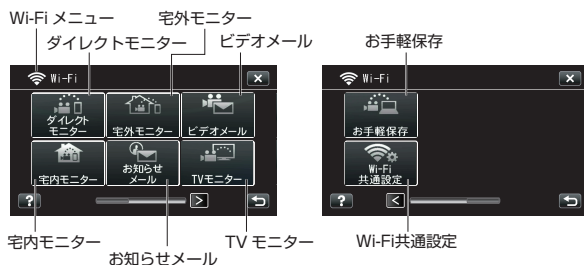 Wi-Fi メニュー
宅外モニター
ダイレクトモニター
ビデオメール
お手軽保存
Wi-Fi
×
ダイレクト
モニター
宅外モニター
ビデオメール
宅内モニター
お知らせ
メール
TVモニター
?
>
Wi-Fi
×
お手軽保存
Wi-Fi
共通設定
?
<
宅内モニター
お知らせメール
TV モニター
Wi-Fi共通設定